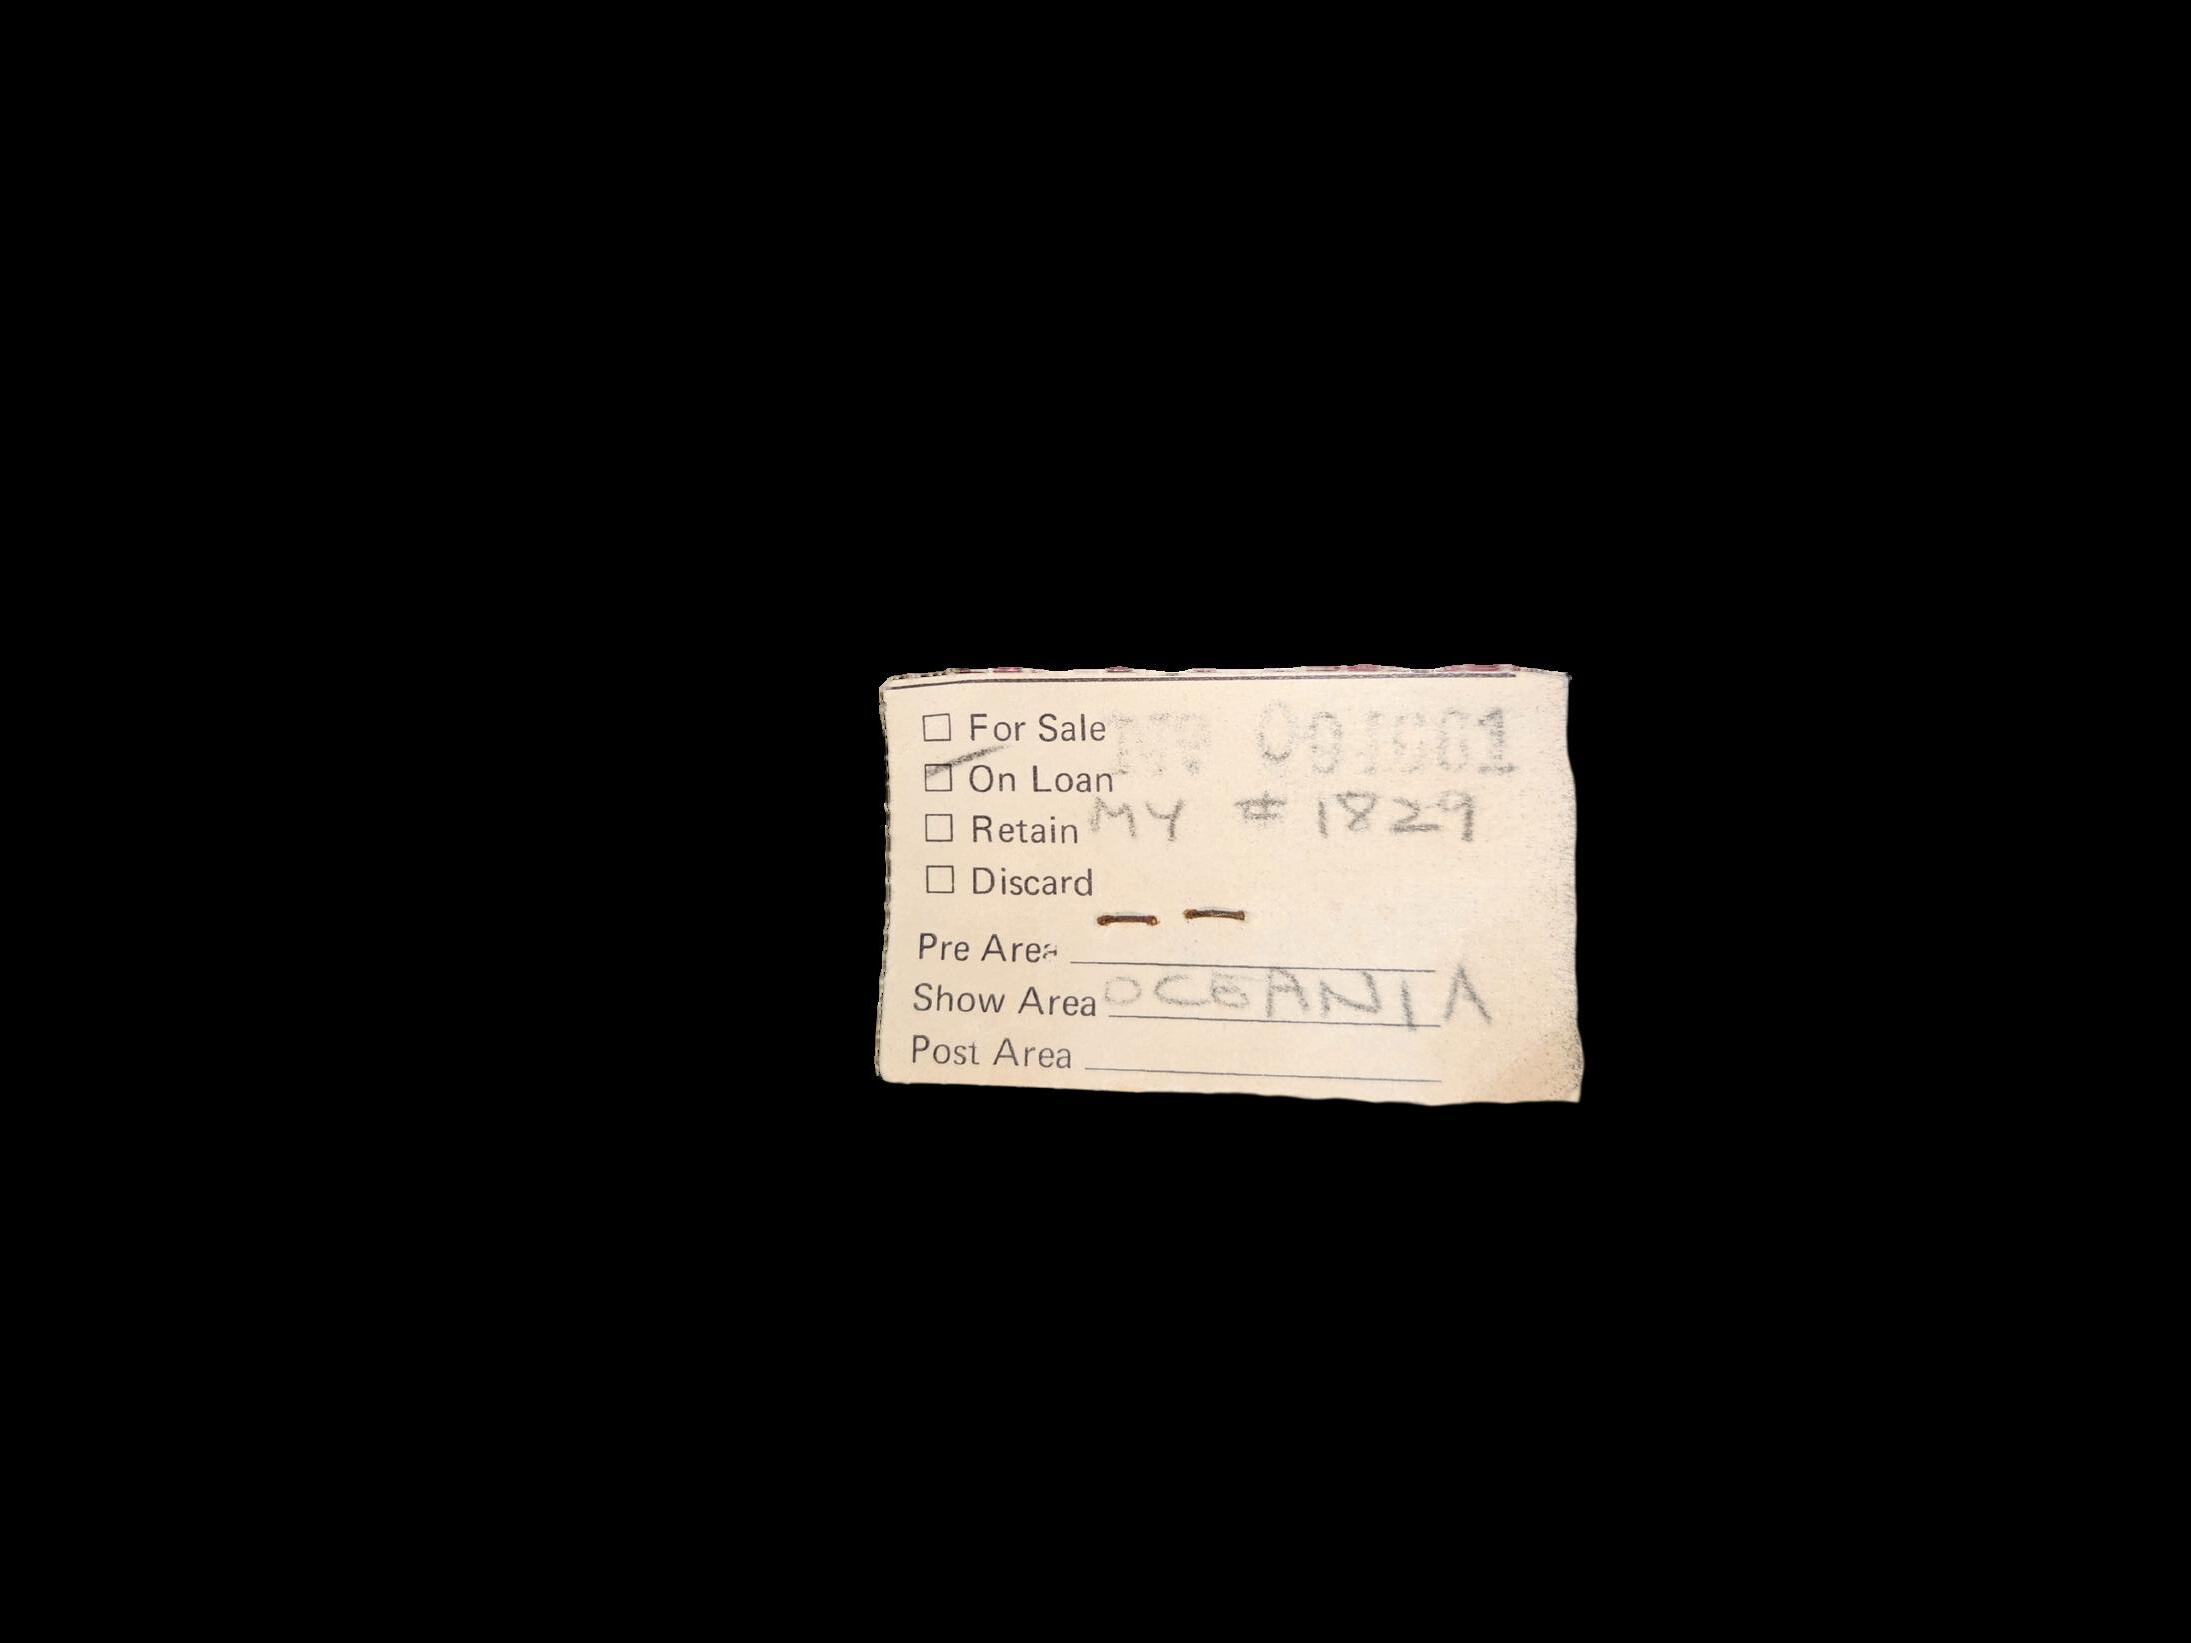 ☐ For Sale
☑ On Loan
☐ Retain MY # 1829
☐ Discard
Pre Area
Show Area OCEANIA
Post Area